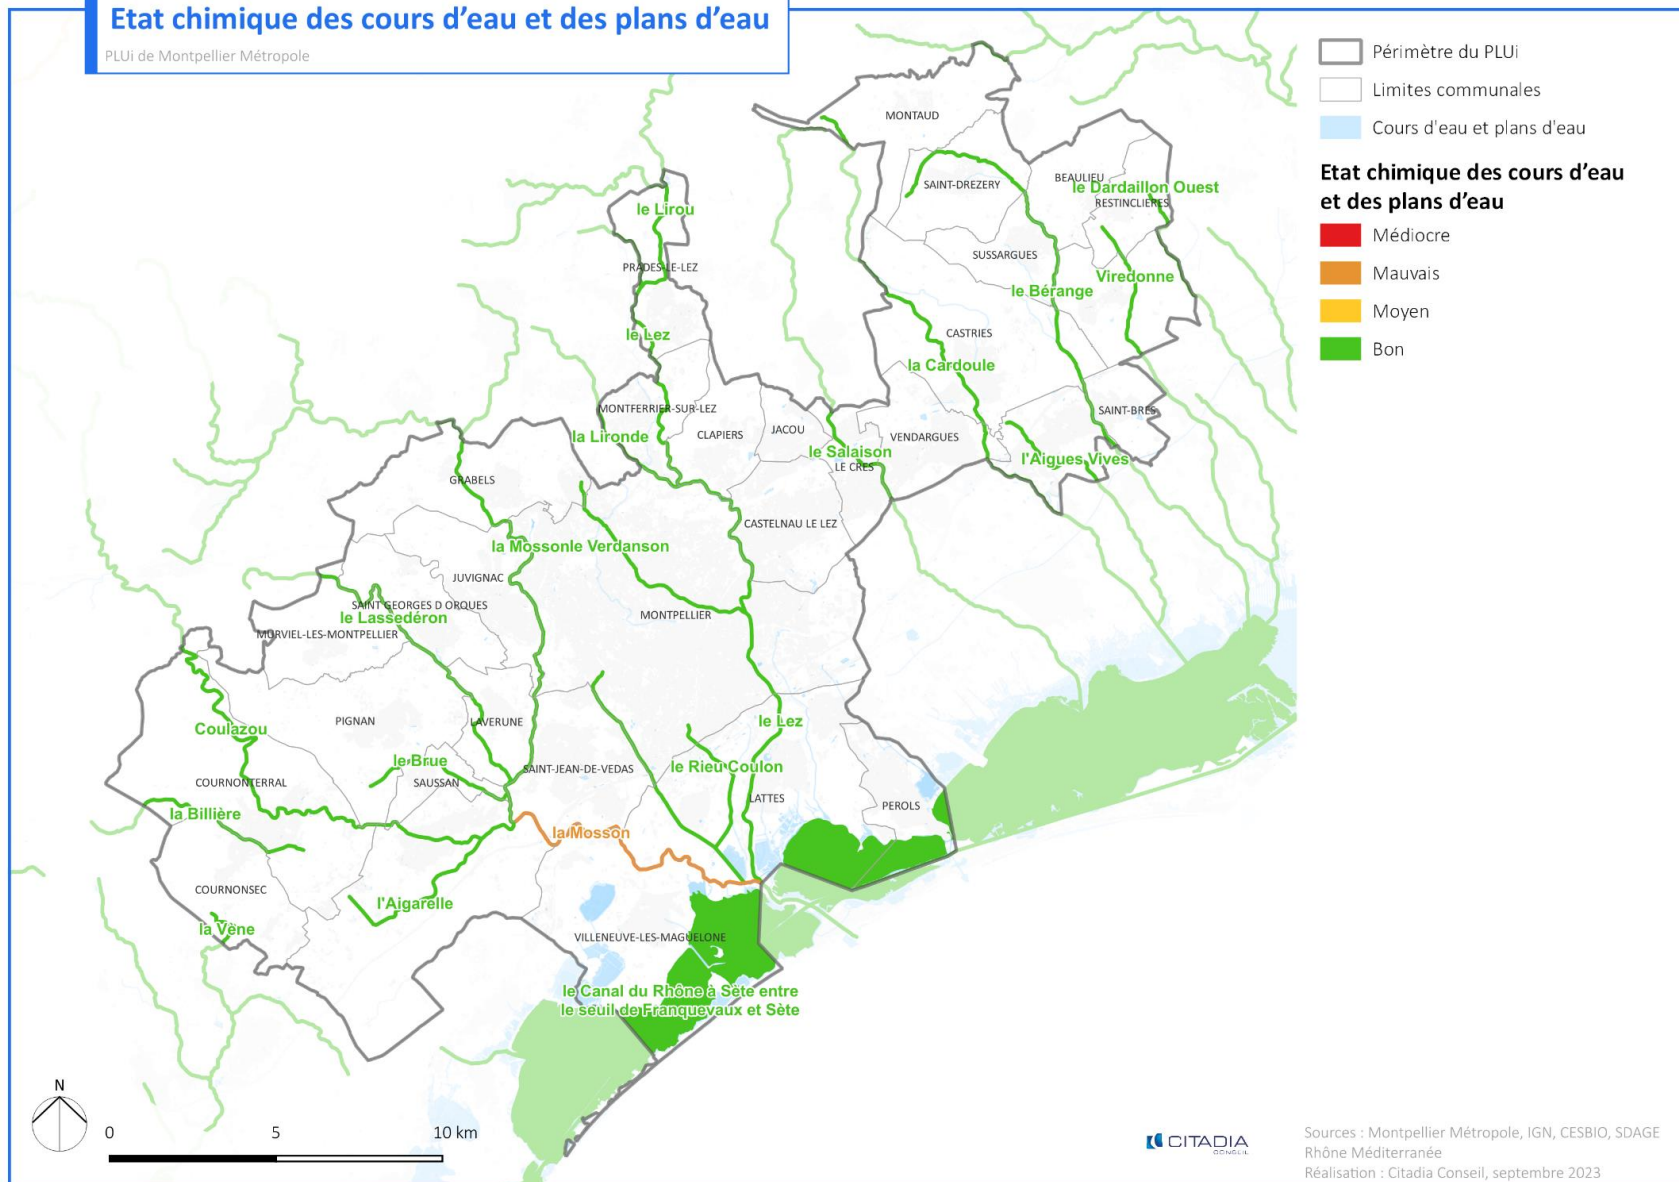 Etat chimique des cours d'eau et des plans d'eau
PLUi de Montpellier Métropole
Périmètre du PLUi
Limites communales
Cours d'eau et plans d'eau
Etat chimique des cours d'eau
et des plans d'eau
Médiocre
Mauvais
Moyen
Bon
MONTAUD
SAINT-DREZERY
BEAULIEU
le Dardaillon Ouest
RESTINCLIERES
le Lirou
SUSSARGUES
PRADES-LE-LEZ
Viredonne
le Bérange
le Lez
CASTRIES
la Cardoule
MONTFERRIER-SUR-LEZ
SAINT-BRES
la Lironde
CLAPIERS
JACOU
VENDARGUES
le Salaison
l'Aigues Vives
LE CRES
GRABELS
CASTELNAU LE LEZ
la Mosson
le Verdanson
JUVIGNAC
SAINT GEORGES D ORQUES
le Lassedéron
MONTPELLIER
MURVIEL-LES-MONTPELLIER
PIGNAN
LAVERUNE
le Lez
Coulazou
le Brue
SAINT-JEAN-DE-VEDAS
le Rieu Coulon
COURNONTERRAL
SAUSSAN
LATTES
PEROLS
la Billière
la Mosson
COURNONSEC
l'Aigarelle
la Vène
VILLENEUVE-LES-MAGUELONE
le Canal du Rhône à Sète entre
le seuil de Franquevaux et Sète
N
0 5 10 km
CITADIA
CONSEIL
Sources : Montpellier Métropole, IGN, CESBIO, SDAGE
Rhône Méditerranée
Réalisation : Citadia Conseil, septembre 2023